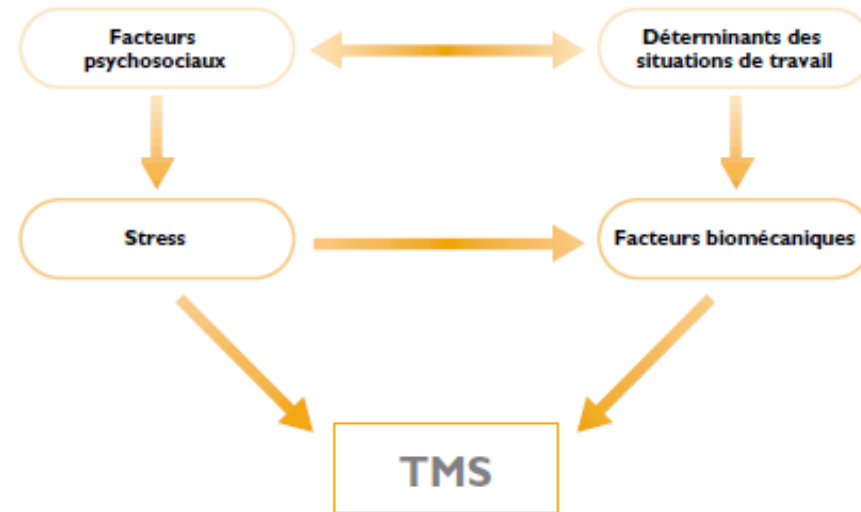 Facteurs
psychosociaux
Déterminants des
situations de travail
Stress
Facteurs biomécaniques
TMS